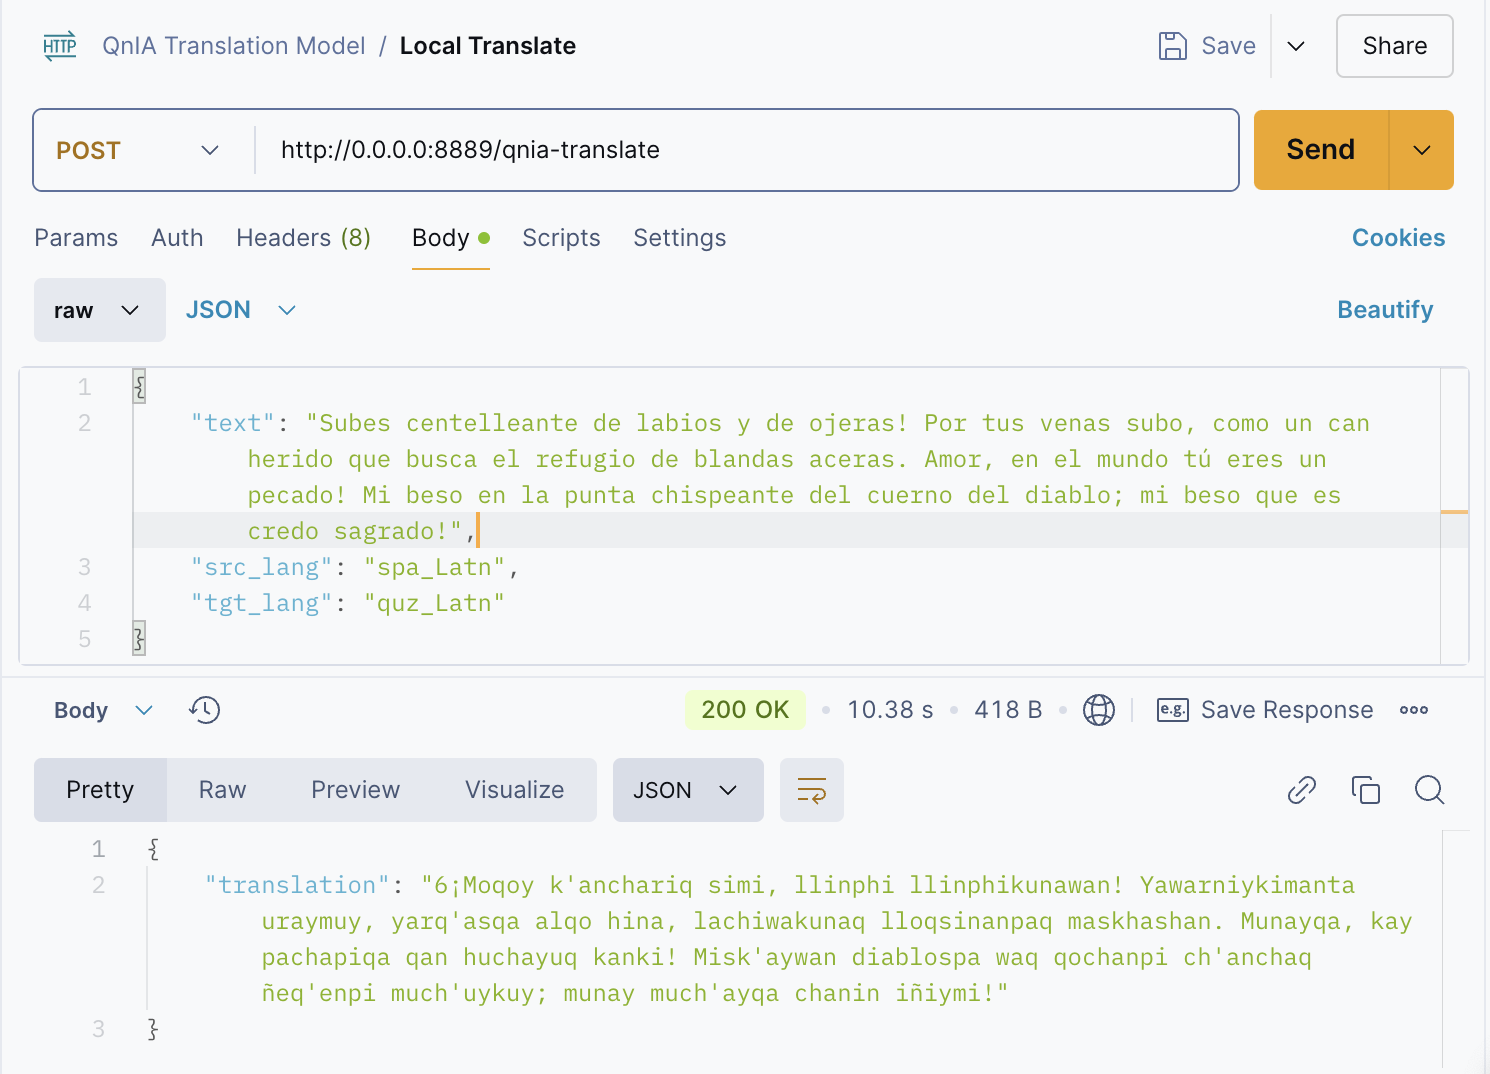 HTTP QnIA Translation Model / Local Translate Save Share
POST http://0.0.0.0:8889/qnia-translate Send
Params Auth Headers (8) Body Scripts Settings Cookies
raw JSON Beautify
1 {
2 "text": "Subes centelleante de labios y de ojeras! Por tus venas subo, como un can
herido que busca el refugio de blandas aceras. Amor, en el mundo tú eres un
pecado! Mi beso en la punta chispeante del cuerno del diablo; mi beso que es
credo sagrado!",
3 "src_lang": "spa_Latn",
4 "tgt_lang": "quz_Latn"
5 }
Body 200 OK • 10.38 s • 418 B • e.g. Save Response
Pretty Raw Preview Visualize JSON
1 {
2 "translation": "6¡Moqoy k'anchariq simi, llinphi llinphikunawan! Yawarniykimanta
uraymuy, yarq'asqa alqo hina, lachiwakunaq lloqsinanpaq maskhashan. Munayqa, kay
pachapiqa qan huchayuq kanki! Misk'aywan diablospa waq qochanpi ch'anchaq
ñeq'enpi much'uykuy; munay much'ayqa chanin iñiymi!"
3 }